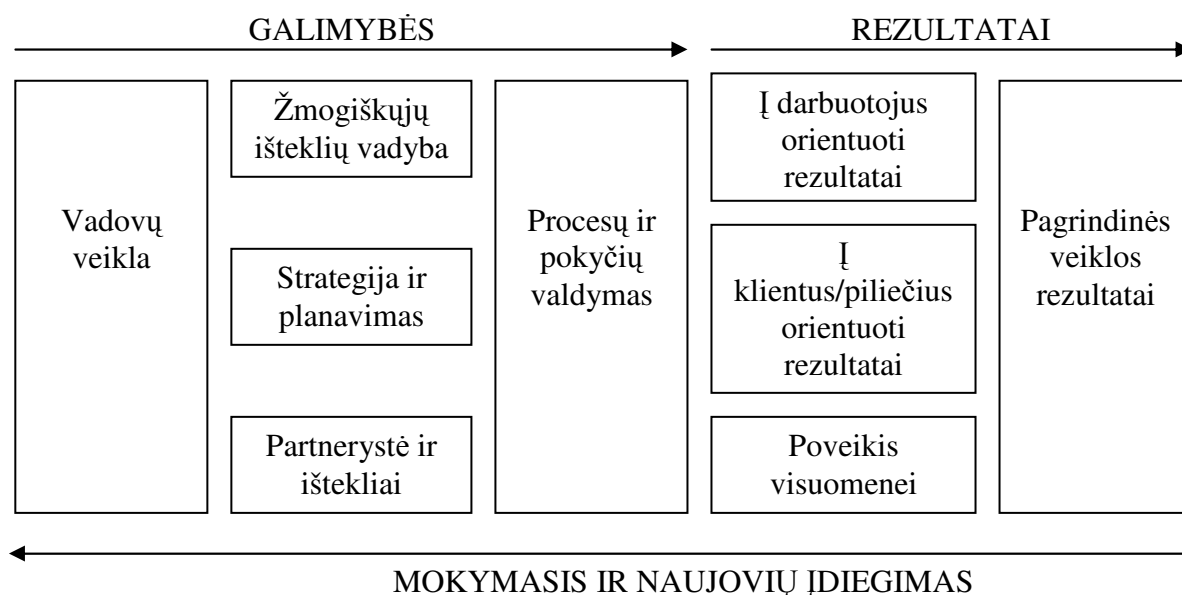 GALIMYBĖS
REZULTATAI
Vadovų
veikla
Žmogiškųjų
išteklių vadyba
Strategija ir
planavimas
Partnerystė ir
ištekliai
Procesų ir
pokyčių
valdymas
Į darbuotojus
orientuoti
rezultatai
Į
klientus/piliečius
orientuoti
rezultatai
Poveikis
visuomenei
Pagrindinės
veiklos
rezultatai
MOKYMASIS IR NAUJOVIŲ ĮDIEGIMAS